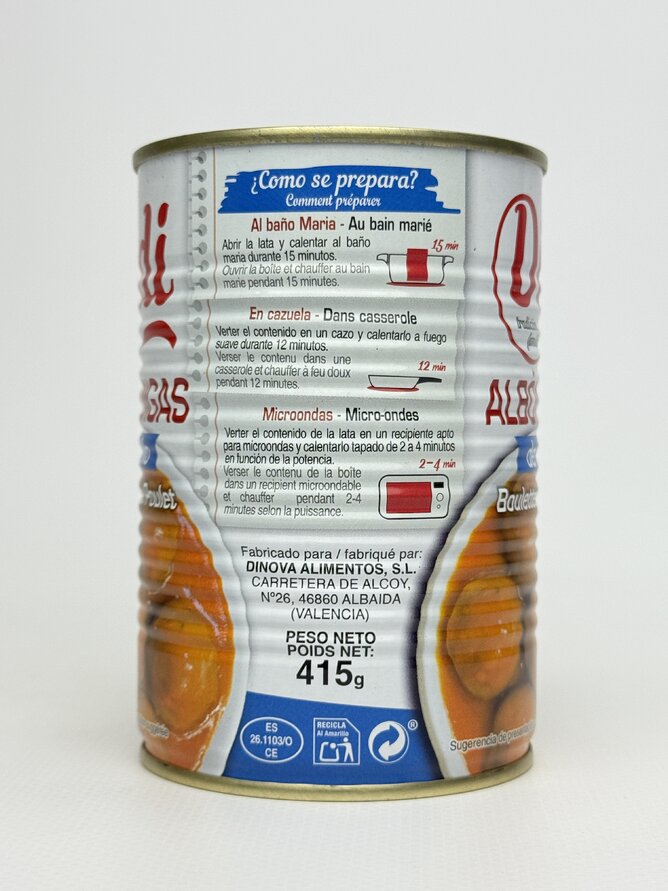 ¿Como se prepara?
Comment préparer
Al baño Maria - Au bain marié
Abrir la lata y calentar al baño
maria durante 15 minutos.
Ouvrir la boîte et chauffer au bain
marie pendant 15 minutes.
15 min
En cazuela - Dans casserole
Verter el contenido en un cazo y calentarlo a fuego
suave durante 12 minutos.
Verser le contenu dans une
casserole et chauffer à feu doux
pendant 12 minutes.
12 min
Microondas - Micro-ondes
Verter el contenido de la lata en un recipiente apto
para microondas y calentarlo tapado de 2 a 4 minutos
en función de la potencia.
Verser le contenu de la boîte
dans un recipient microondable
et chauffer pendant 2-4
minutes selon la puissance.
2-4 min
Fabricado para / fabriqué par:
DINOVA ALIMENTOS, S.L.
CARRETERA DE ALCOY,
Nº26, 46860 ALBAIDA
(VALENCIA)
PESO NETO
POIDS NET:
415g
ES
26.1103/O
CE
RECICLA
Al Amarillo
®
di
GAS
Poulet
D
ALBÓ
de
Boulettes
Sugerencia de presenta